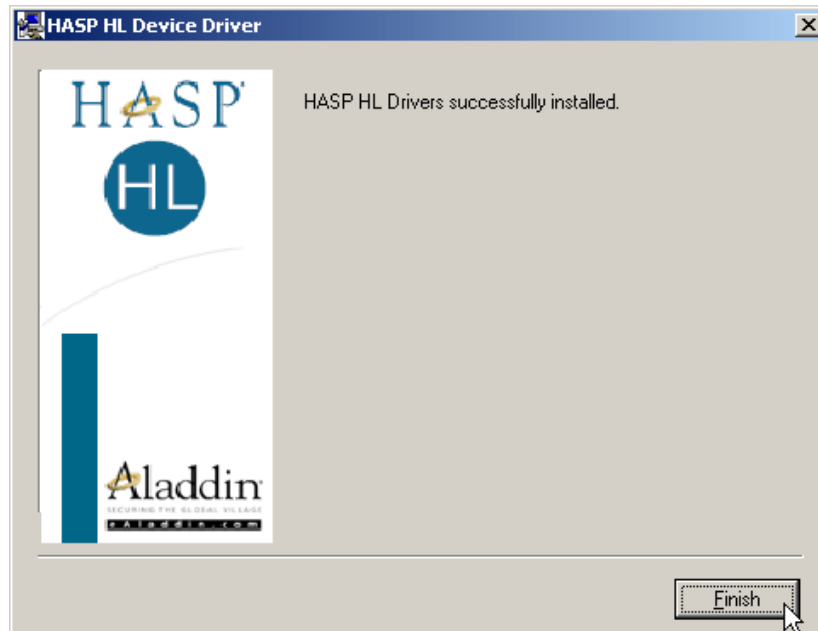 HASP HL Device Driver
HASP
HL
HASP HL Drivers successfully installed.
Aladdin
SECURING THE GLOBAL VILLAGE
eAladdin.com
Finish